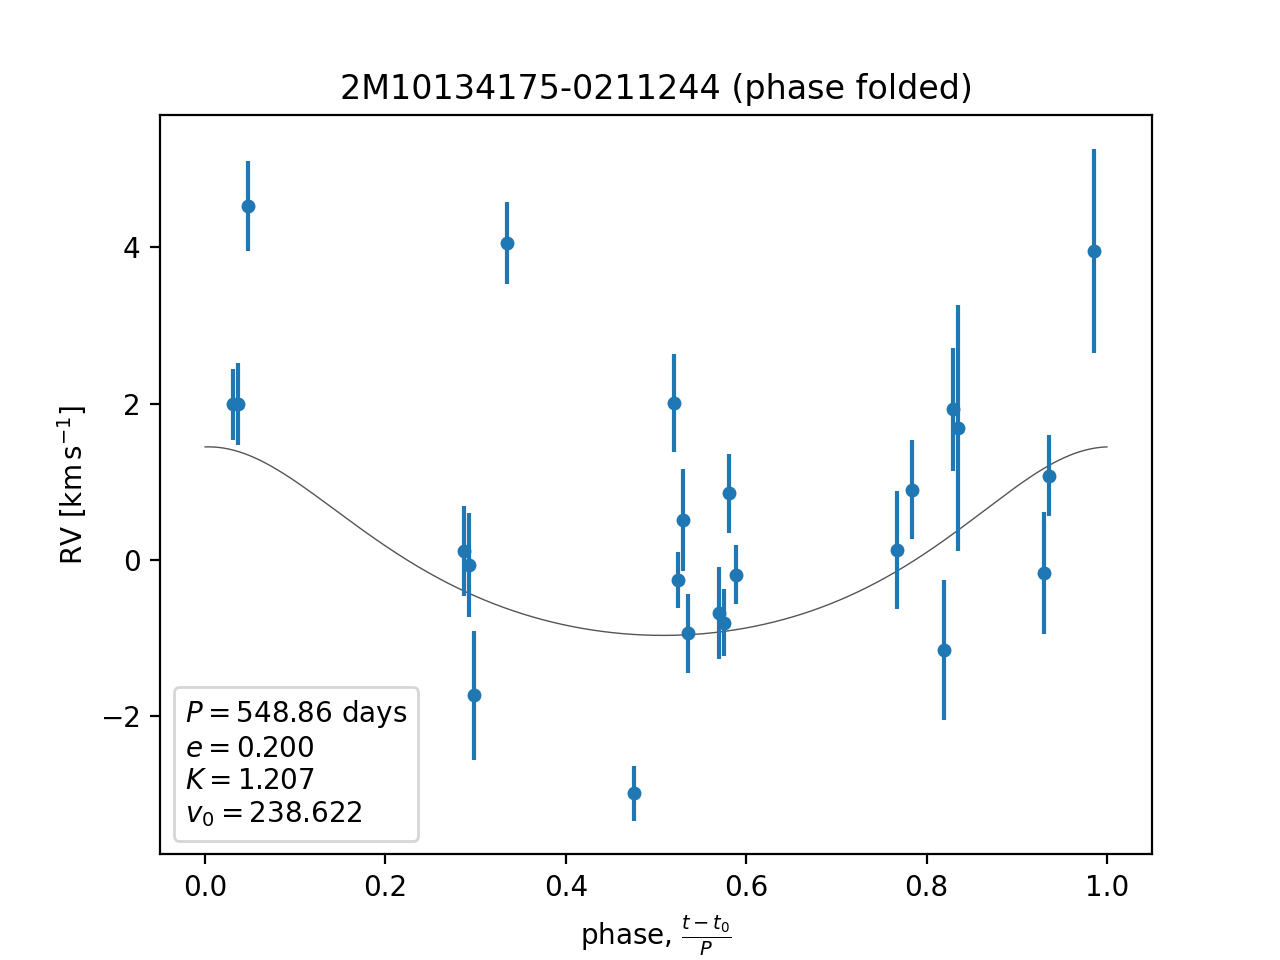 2M10134175-0211244 (phase folded)
RV [km s⁻¹]
4
2
0
−2
P = 548.86 days
e = 0.200
K = 1.207
v₀ = 238.622
0.0 0.2 0.4 0.6 0.8 1.0
phase, (t − t₀)/P